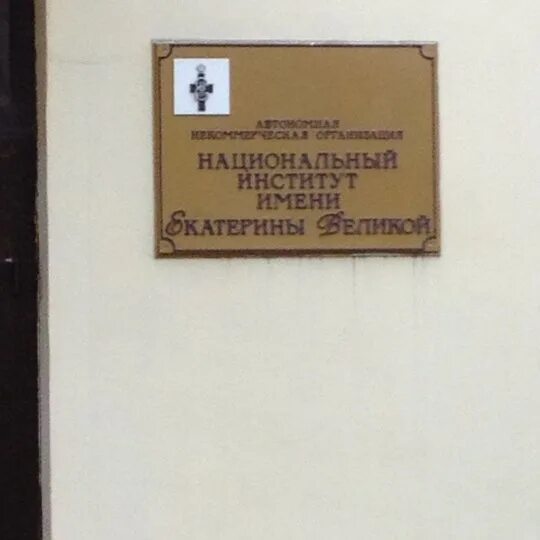 АВТОНОМНАЯ
НЕКОММЕРЧЕСКАЯ ОРГАНИЗАЦИЯ
НАЦИОНАЛЬНЫЙ
ИНСТИТУТ
ИМЕНИ
ЕКАТЕРИНЫ ВЕЛИКОЙ